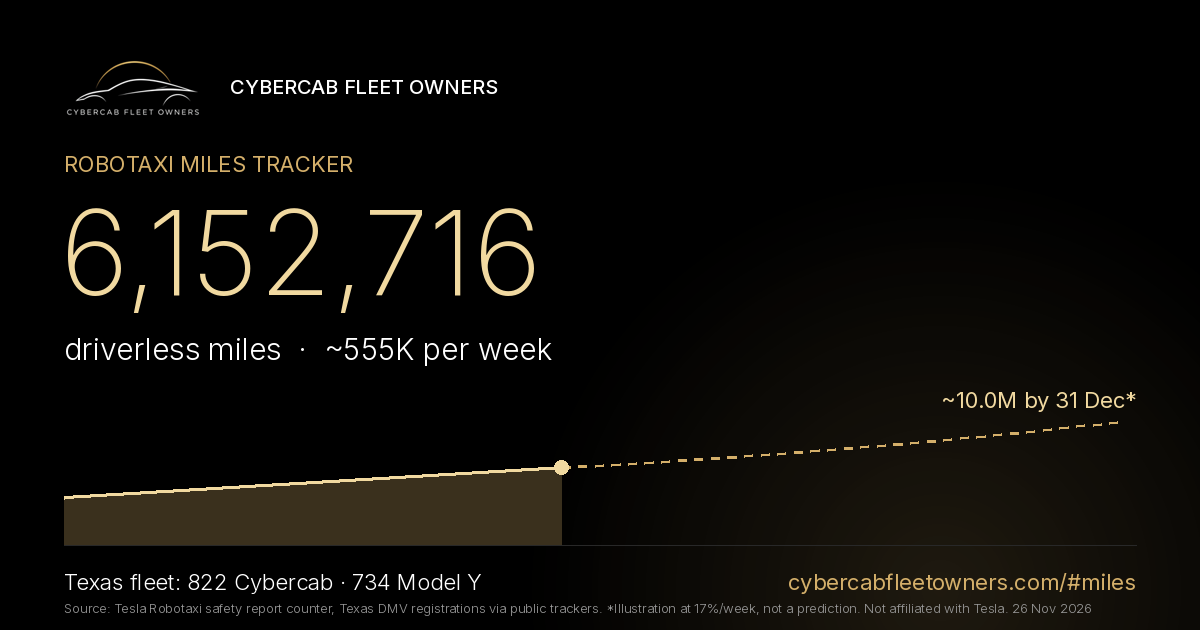 CYBERCAB FLEET OWNERS
CYBERCAB FLEET OWNERS
ROBOTAXI MILES TRACKER
6,152,716
driverless miles · ~555K per week
~10.0M by 31 Dec*
Texas fleet: 822 Cybercab · 734 Model Y
cybercabfleetowners.com/#miles
Source: Tesla Robotaxi safety report counter, Texas DMV registrations via public trackers. *Illustration at 17%/week, not a prediction. Not affiliated with Tesla. 26 Nov 2026